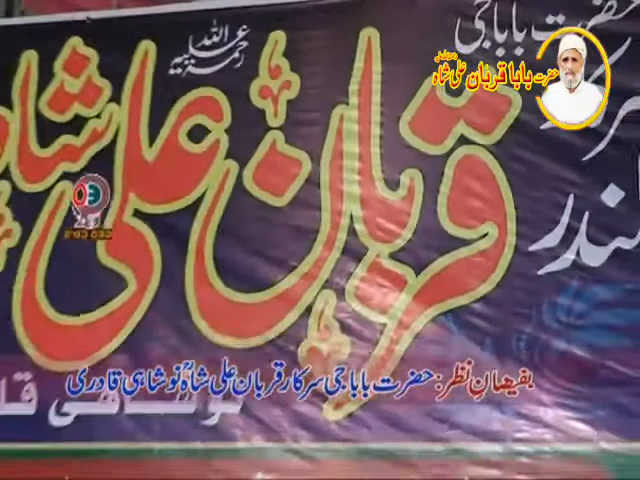 حضرت باباجی
سرکار
قربان علی شاہ
رحمۃ اللہ علیہ
حضرت بابا قربان علی شاہ
بفیضانِ نظر: حضرت باباجی سرکار قربان علی شاہؒ نوشاہی قادری